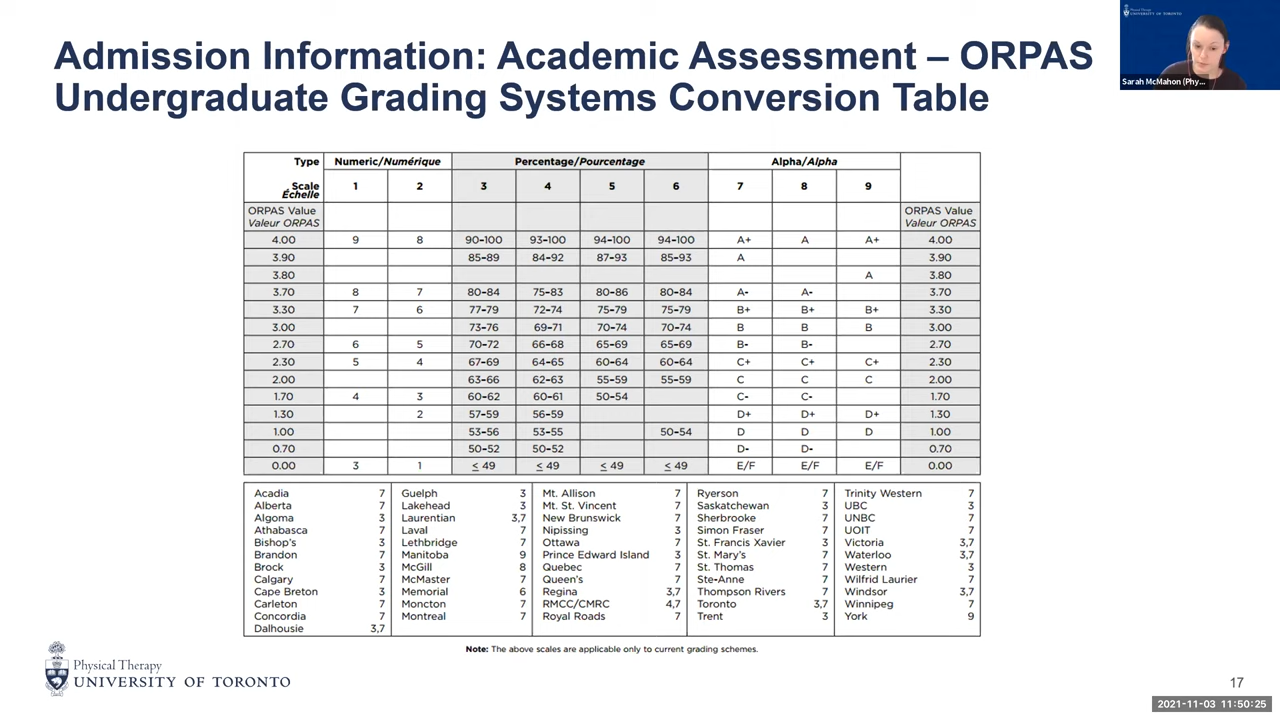 Physical Therapy
UNIVERSITY OF TORONTO
Sarah McMahon (Phy...
Admission Information: Academic Assessment – ORPAS
Undergraduate Grading Systems Conversion Table
Type Numeric/Numérique Percentage/Pourcentage Alpha/Alpha
Scale
Échelle 1 2 3 4 5 6 7 8 9
ORPAS Value ORPAS Value
Valeur ORPAS Valeur ORPAS
4.00 9 8 90-100 93-100 94-100 94-100 A+ A A+ 4.00
3.90 85-89 84-92 87-93 85-93 A 3.90
3.80 A 3.80
3.70 8 7 80-84 75-83 80-86 80-84 A- A- 3.70
3.30 7 6 77-79 72-74 75-79 75-79 B+ B+ B+ 3.30
3.00 73-76 69-71 70-74 70-74 B B B 3.00
2.70 6 5 70-72 66-68 65-69 65-69 B- B- 2.70
2.30 5 4 67-69 64-65 60-64 60-64 C+ C+ C+ 2.30
2.00 63-66 62-63 55-59 55-59 C C C 2.00
1.70 4 3 60-62 60-61 50-54 C- C- 1.70
1.30 2 57-59 56-59 D+ D+ D+ 1.30
1.00 53-56 53-55 50-54 D D D 1.00
0.70 50-52 50-52 D- D- 0.70
0.00 3 1 ≤ 49 ≤ 49 ≤ 49 ≤ 49 E/F E/F E/F 0.00
Acadia 7 Guelph 3 Mt. Allison 7 Ryerson 7 Trinity Western 7
Alberta 7 Lakehead 3 Mt. St. Vincent 7 Saskatchewan 3 UBC 3
Algoma 3 Laurentian 3,7 New Brunswick 7 Sherbrooke 7 UNBC 7
Athabasca 7 Laval 7 Nipissing 3 Simon Fraser 7 UOIT 7
Bishop's 3 Lethbridge 7 Ottawa 7 St. Francis Xavier 3 Victoria 3,7
Brandon 7 Manitoba 9 Prince Edward Island 3 St. Mary's 7 Waterloo 3,7
Brock 3 McGill 8 Quebec 7 St. Thomas 7 Western 3
Calgary 7 McMaster 7 Queen's 7 Ste-Anne 7 Wilfrid Laurier 7
Cape Breton 3 Memorial 6 Regina 3,7 Thompson Rivers 7 Windsor 3,7
Carleton 7 Moncton 7 RMCC/CMRC 4,7 Toronto 3,7 Winnipeg 7
Concordia 7 Montreal 7 Royal Roads 7 Trent 3 York 9
Dalhousie 3,7
Note: The above scales are applicable only to current grading schemes.
Physical Therapy
UNIVERSITY OF TORONTO
17
2021-11-03 11:50:25